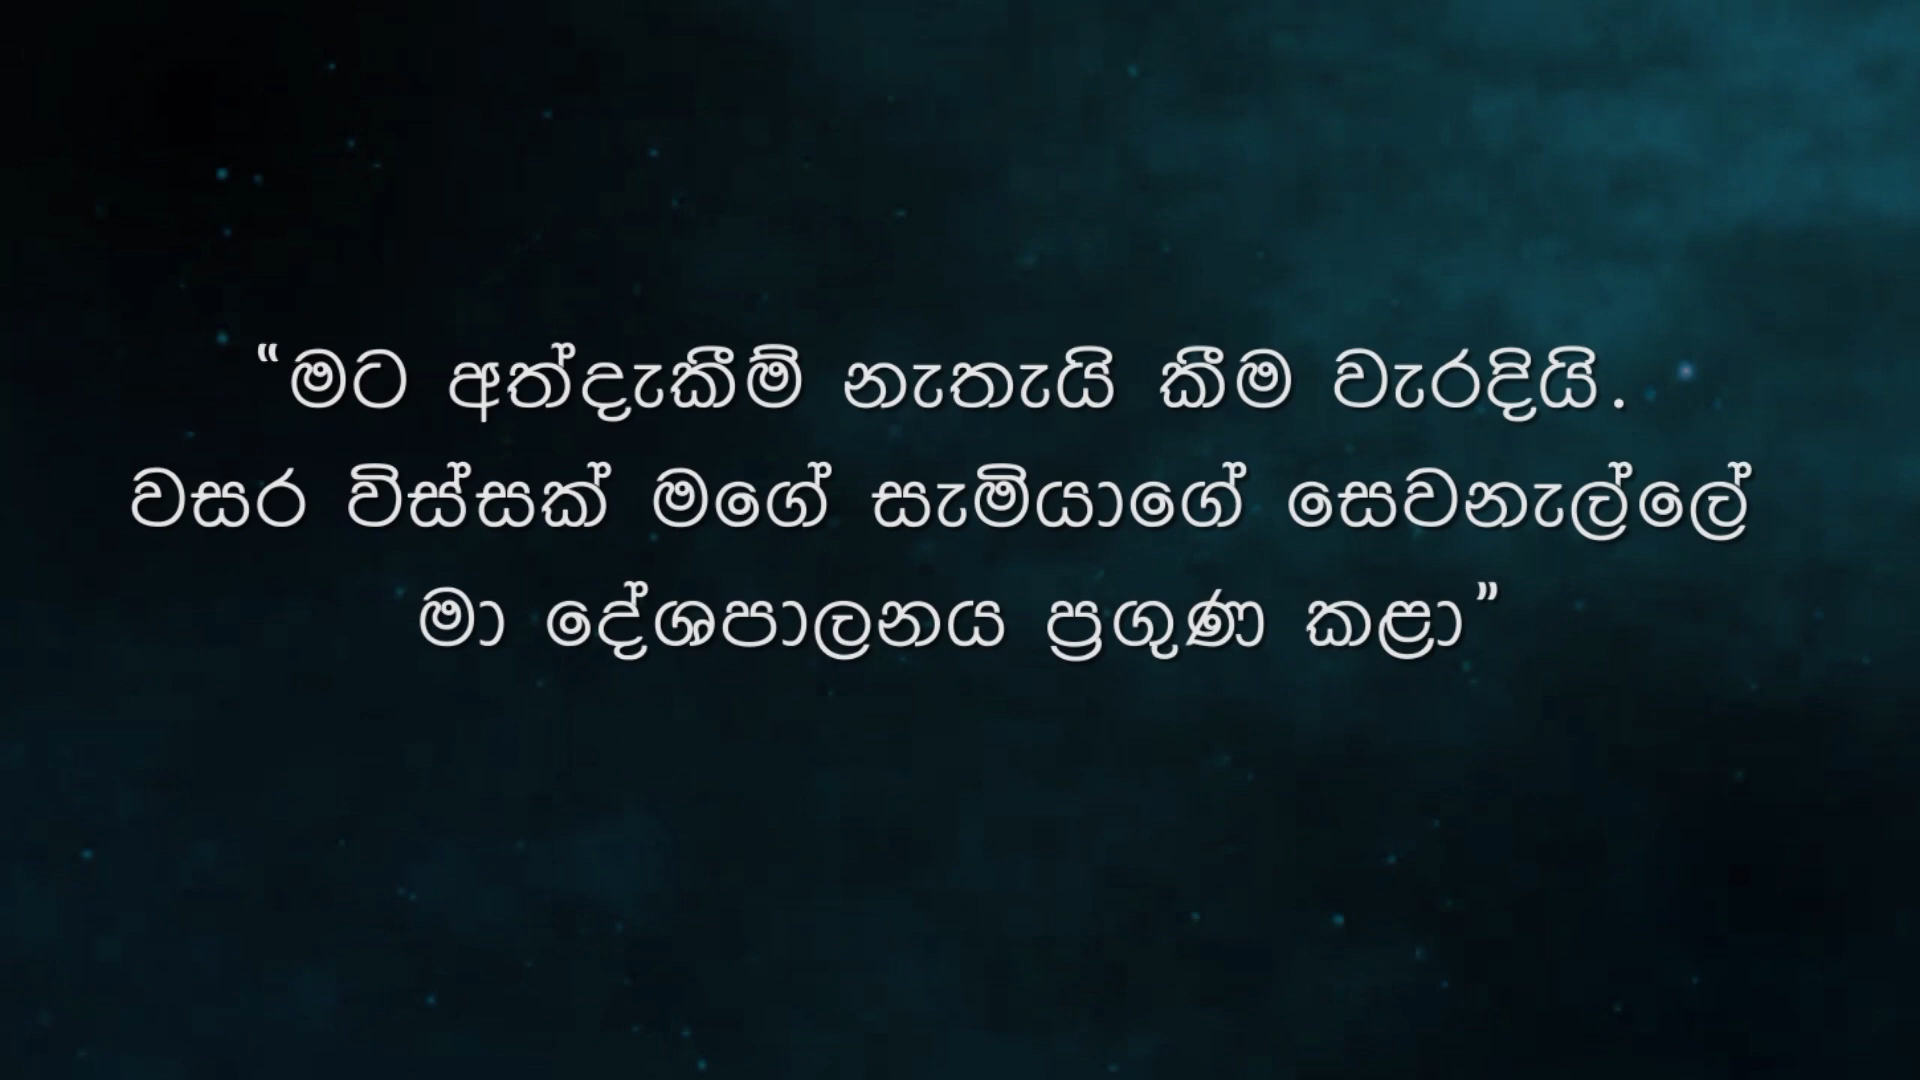 “මට අත්දැකීම් නැතැයි කීම වැරදියි.
වසර විස්සක් මගේ සැමියාගේ සෙවනැල්ලේ
මා දේශපාලනය ප්‍රගුණ කළා”